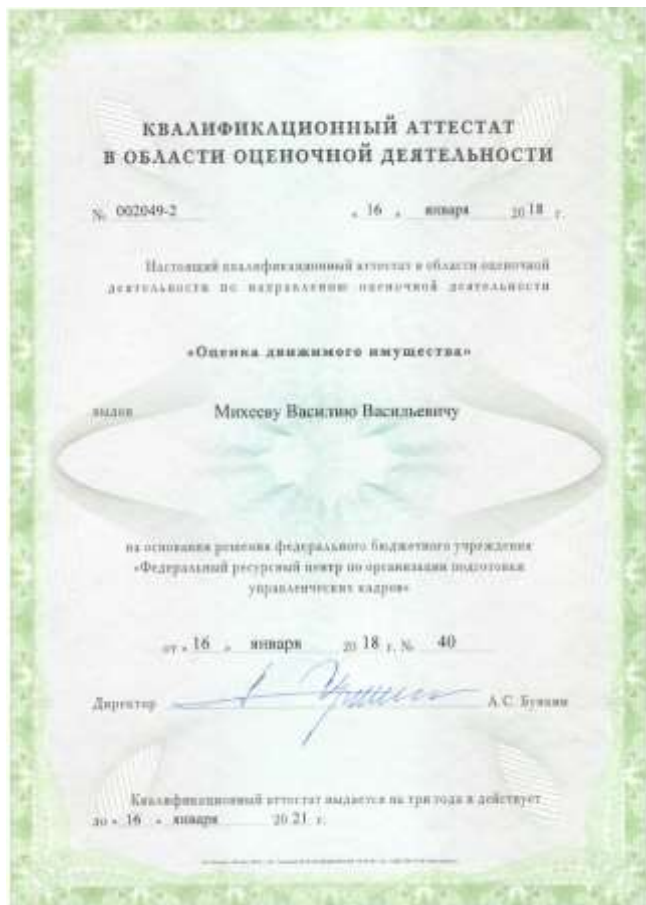 КВАЛИФИКАЦИОННЫЙ АТТЕСТАТ
В ОБЛАСТИ ОЦЕНОЧНОЙ ДЕЯТЕЛЬНОСТИ
№ 002049-2 « 16 » января 20 18 г.
Настоящий квалификационный аттестат в области оценочной
деятельности по направлению оценочной деятельности
«Оценка движимого имущества»
выдан Михееву Василию Васильевичу
на основании решения федерального бюджетного учреждения
«Федеральный ресурсный центр по организации подготовки
управленческих кадров»
от « 16 » января 20 18 г. № 40
Директор А.С. Бункин
Квалификационный аттестат выдается на три года и действует
до « 16 » января 20 21 г.